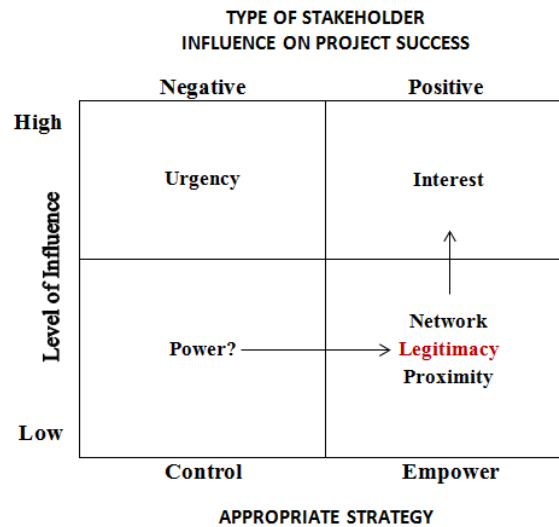 TYPE OF STAKEHOLDER
INFLUENCE ON PROJECT SUCCESS
Negative
Positive
High
Urgency
Interest
Level of Influence
Network
Power?
Legitimacy
Proximity
Low
Control
Empower
APPROPRIATE STRATEGY